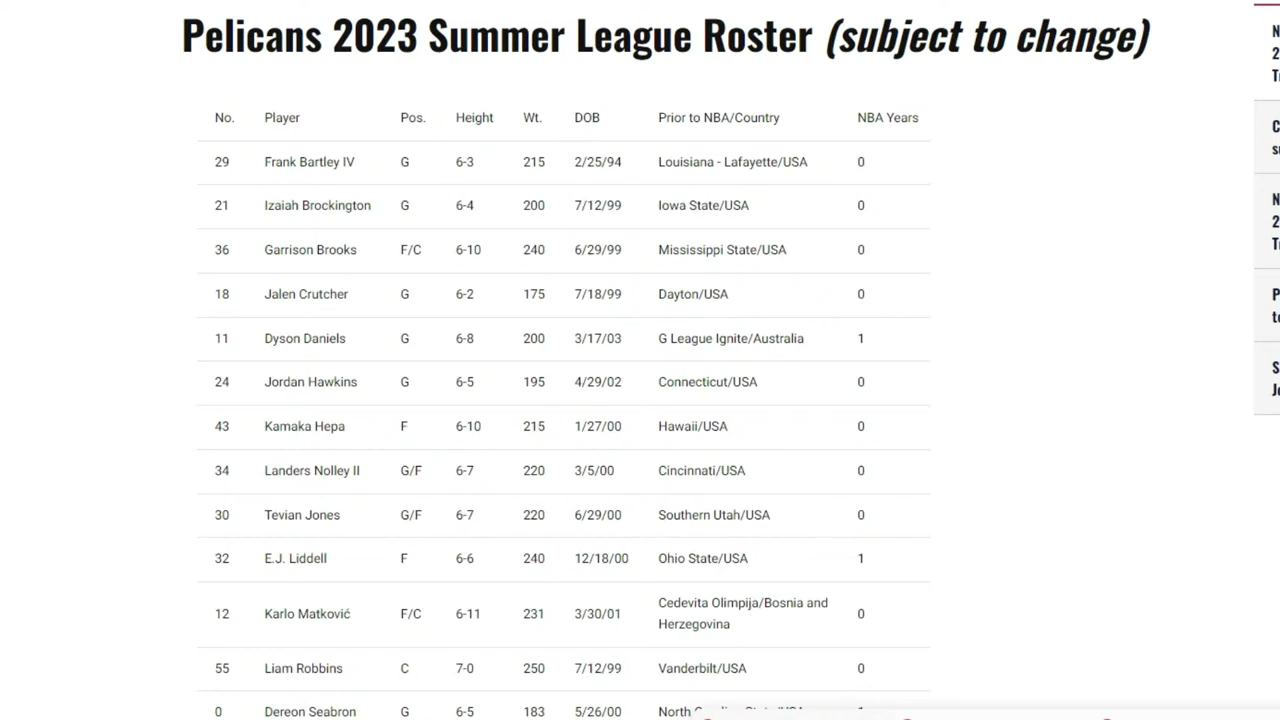 Pelicans 2023 Summer League Roster (subject to change)
No. Player Pos. Height Wt. DOB Prior to NBA/Country NBA Years
29 Frank Bartley IV G 6-3 215 2/25/94 Louisiana - Lafayette/USA 0
21 Izaiah Brockington G 6-4 200 7/12/99 Iowa State/USA 0
36 Garrison Brooks F/C 6-10 240 6/29/99 Mississippi State/USA 0
18 Jalen Crutcher G 6-2 175 7/18/99 Dayton/USA 0
11 Dyson Daniels G 6-8 200 3/17/03 G League Ignite/Australia 1
24 Jordan Hawkins G 6-5 195 4/29/02 Connecticut/USA 0
43 Kamaka Hepa F 6-10 215 1/27/00 Hawaii/USA 0
34 Landers Nolley II G/F 6-7 220 3/5/00 Cincinnati/USA 0
30 Tevian Jones G/F 6-7 220 6/29/00 Southern Utah/USA 0
32 E.J. Liddell F 6-6 240 12/18/00 Ohio State/USA 1
12 Karlo Matković F/C 6-11 231 3/30/01 Cedevita Olimpija/Bosnia and
Herzegovina 0
55 Liam Robbins C 7-0 250 7/12/99 Vanderbilt/USA 0
0 Dereon Seabron G 6-5 183 5/26/00 North